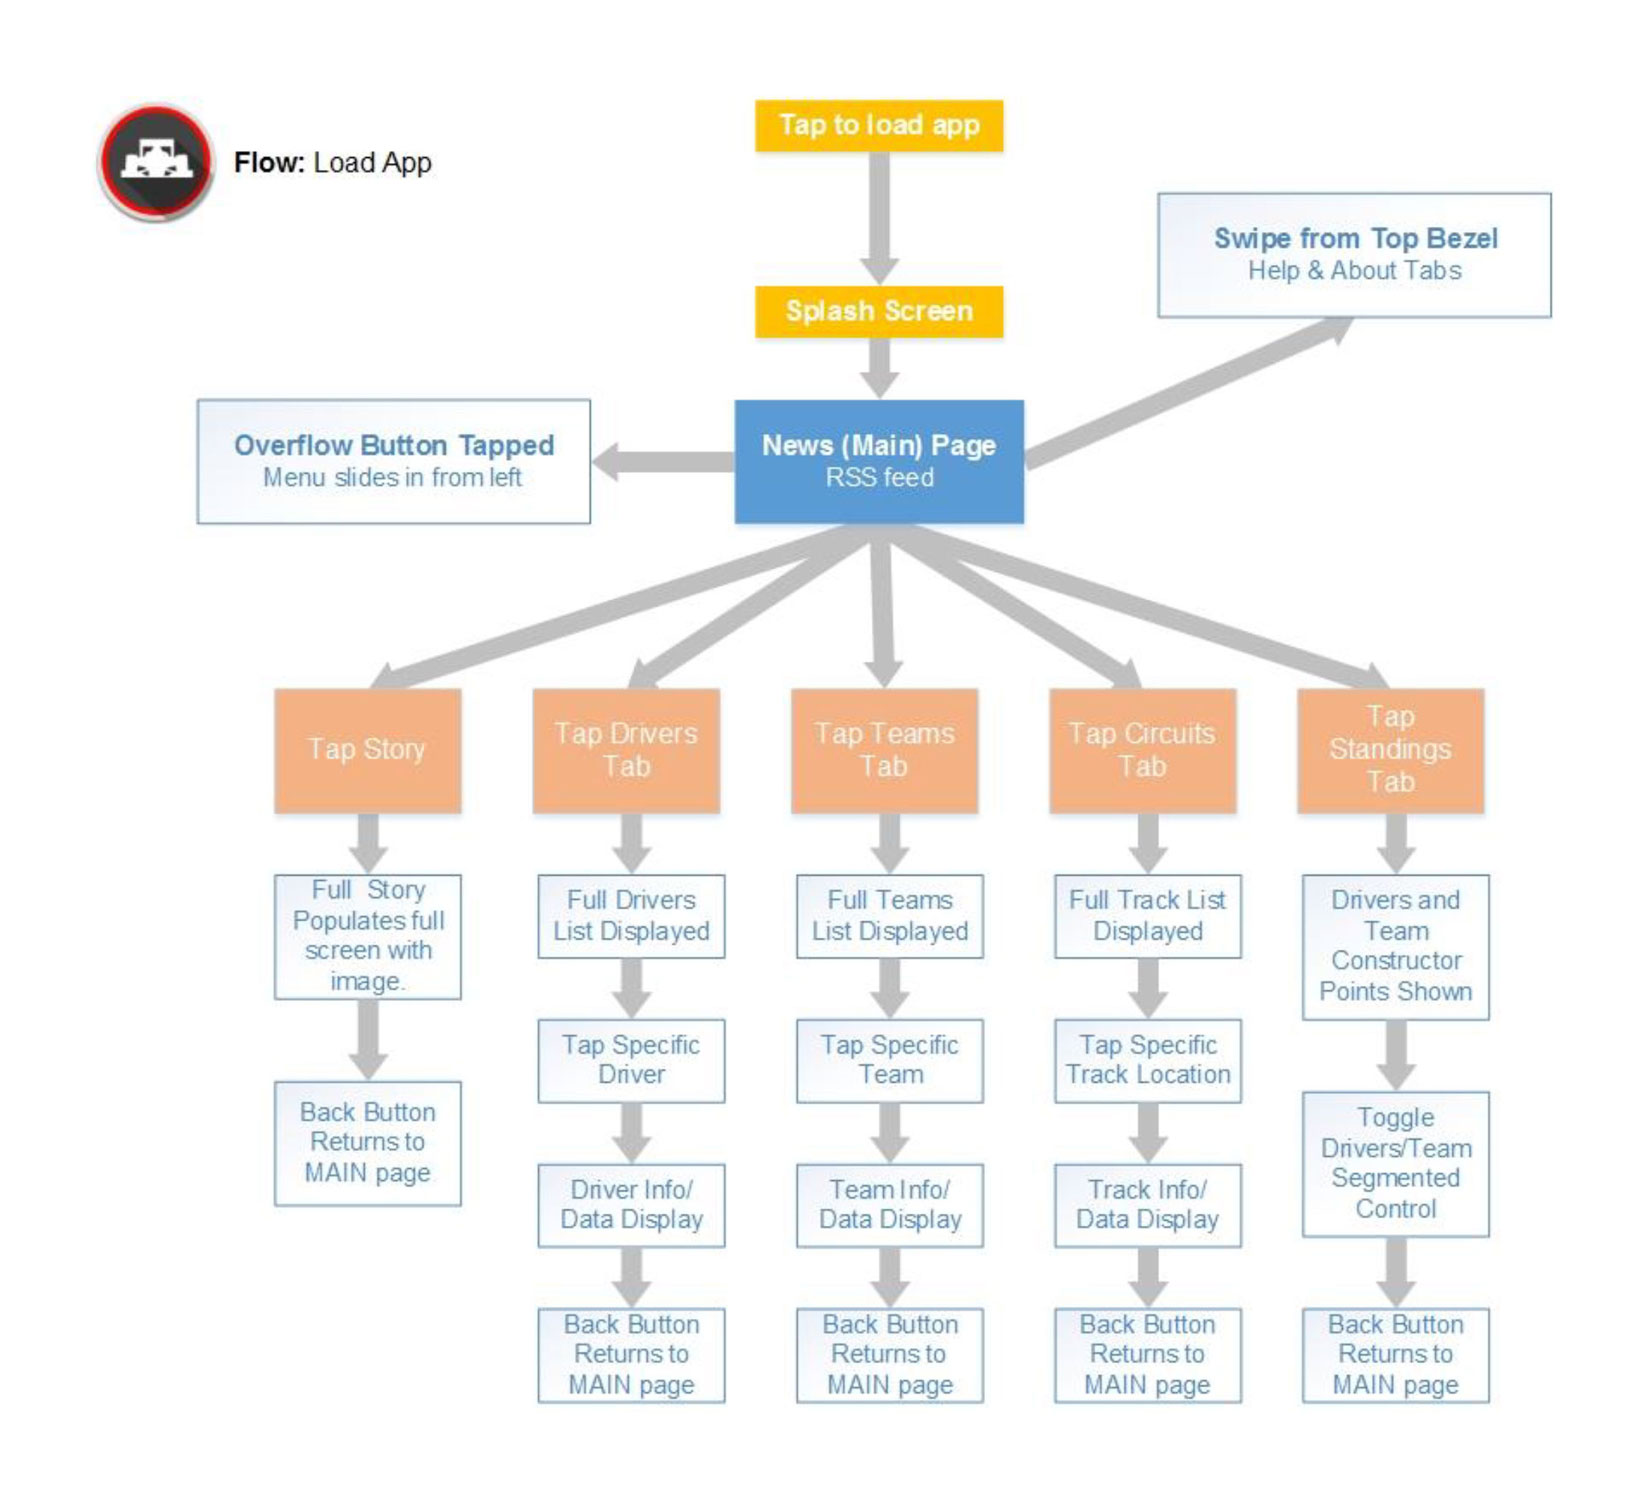 Flow: Load App
Tap to load app
Splash Screen
Swipe from Top Bezel
Help & About Tabs
Overflow Button Tapped
Menu slides in from left
News (Main) Page
RSS feed
Tap Story
Tap Drivers
Tab
Tap Teams
Tab
Tap Circuits
Tab
Tap
Standings
Tab
Full Story
Populates full
screen with
image.
Back Button
Returns to
MAIN page
Full Drivers
List Displayed
Tap Specific
Driver
Driver Info/
Data Display
Back Button
Returns to
MAIN page
Full Teams
List Displayed
Tap Specific
Team
Team Info/
Data Display
Back Button
Returns to
MAIN page
Full Track List
Displayed
Tap Specific
Track Location
Track Info/
Data Display
Back Button
Returns to
MAIN page
Drivers and
Team
Constructor
Points Shown
Toggle
Drivers/Team
Segmented
Control
Back Button
Returns to
MAIN page